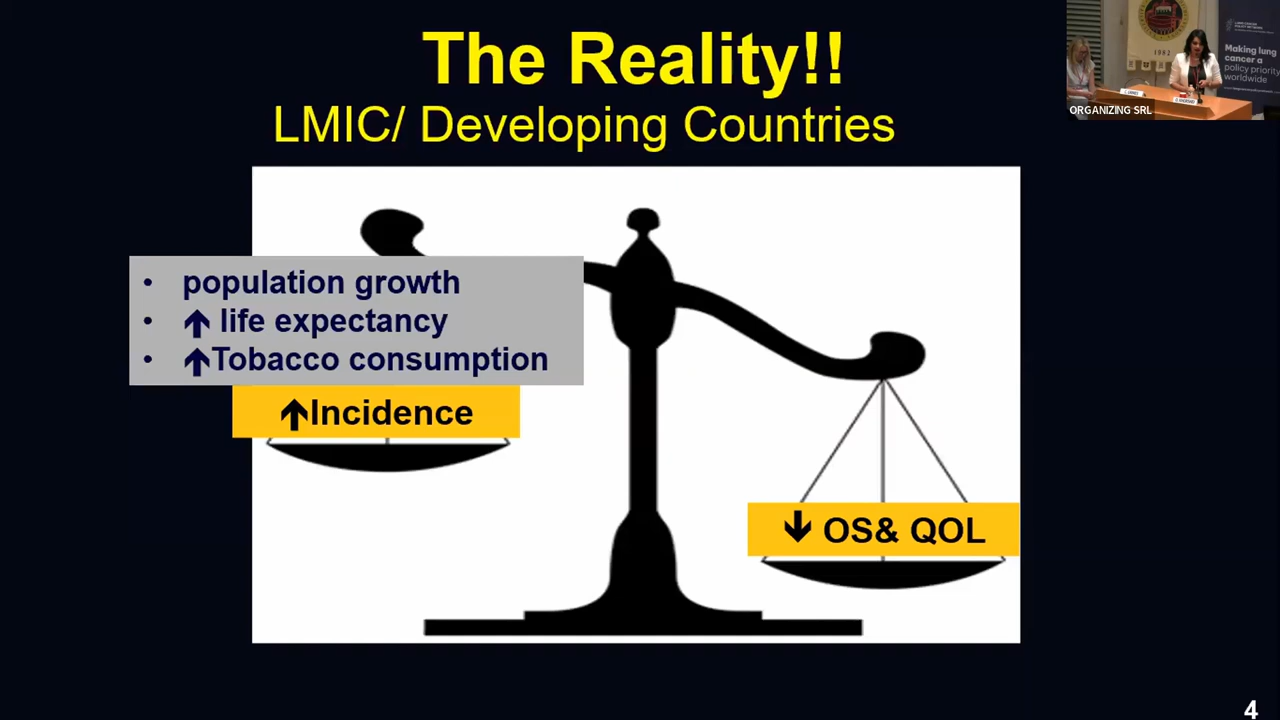 The Reality!!
LMIC/ Developing Countries
• population growth
• ↑ life expectancy
• ↑Tobacco consumption
↑Incidence
↓ OS& QOL
1982
Making lung
cancer a
policy priority
worldwide
ORGANIZING SRL
4